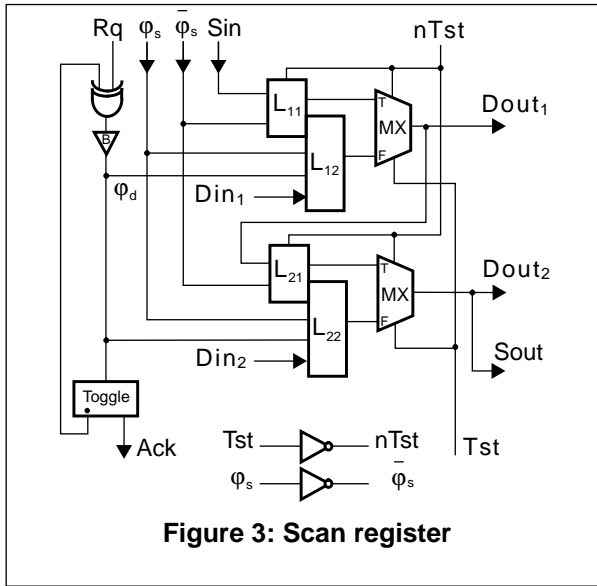 Rq φs φ̄s Sin nTst
L11 T MX Dout1
B
L12 F
φd Din1
L21 T MX Dout2
L22 F
Din2 Sout
Toggle
Ack Tst nTst Tst
φs φ̄s
Figure 3: Scan register